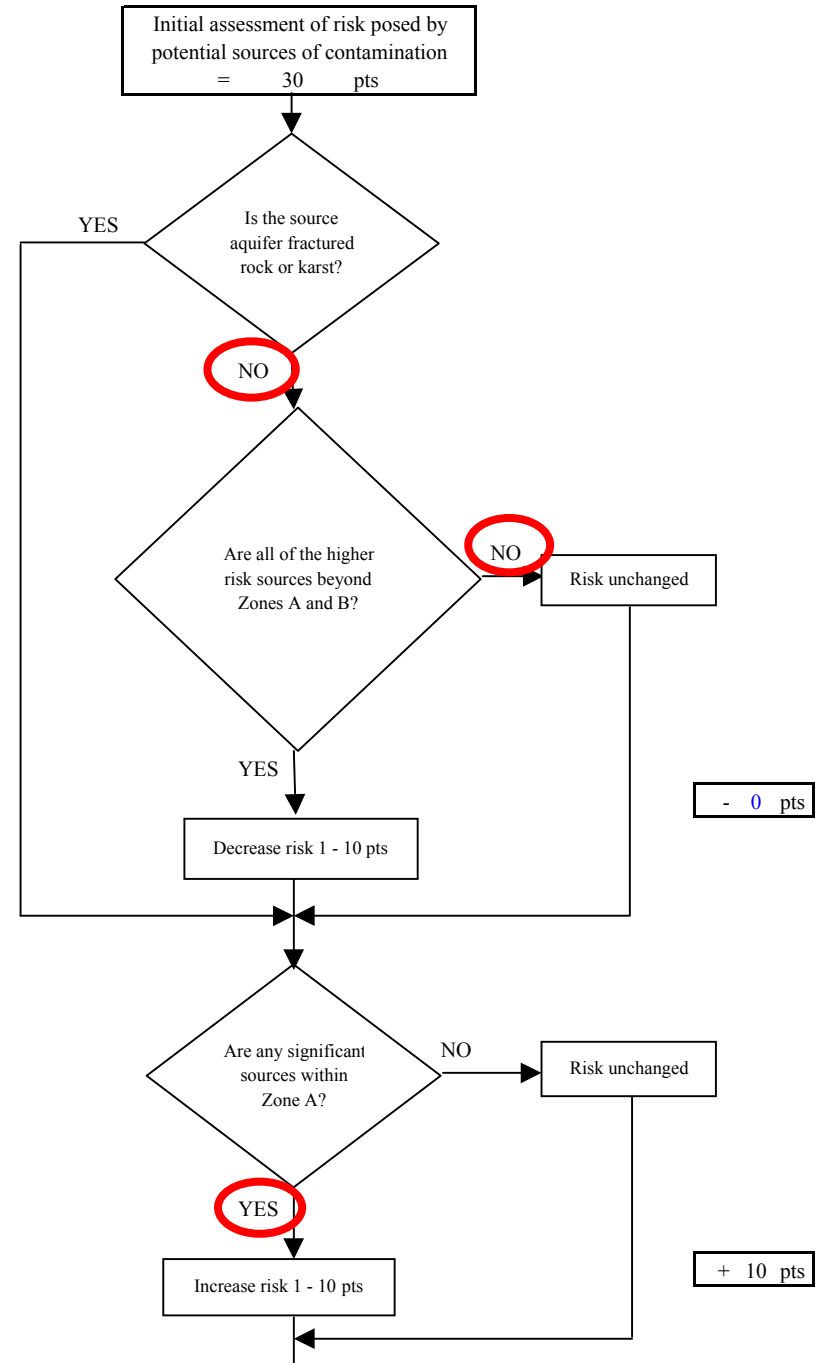 Initial assessment of risk posed by
potential sources of contamination
= 30 pts
YES
Is the source
aquifer fractured
rock or karst?
NO
Are all of the higher
risk sources beyond
Zones A and B?
NO
Risk unchanged
YES
- 0 pts
Decrease risk 1 - 10 pts
Are any significant
sources within
Zone A?
NO
Risk unchanged
YES
Increase risk 1 - 10 pts
+ 10 pts